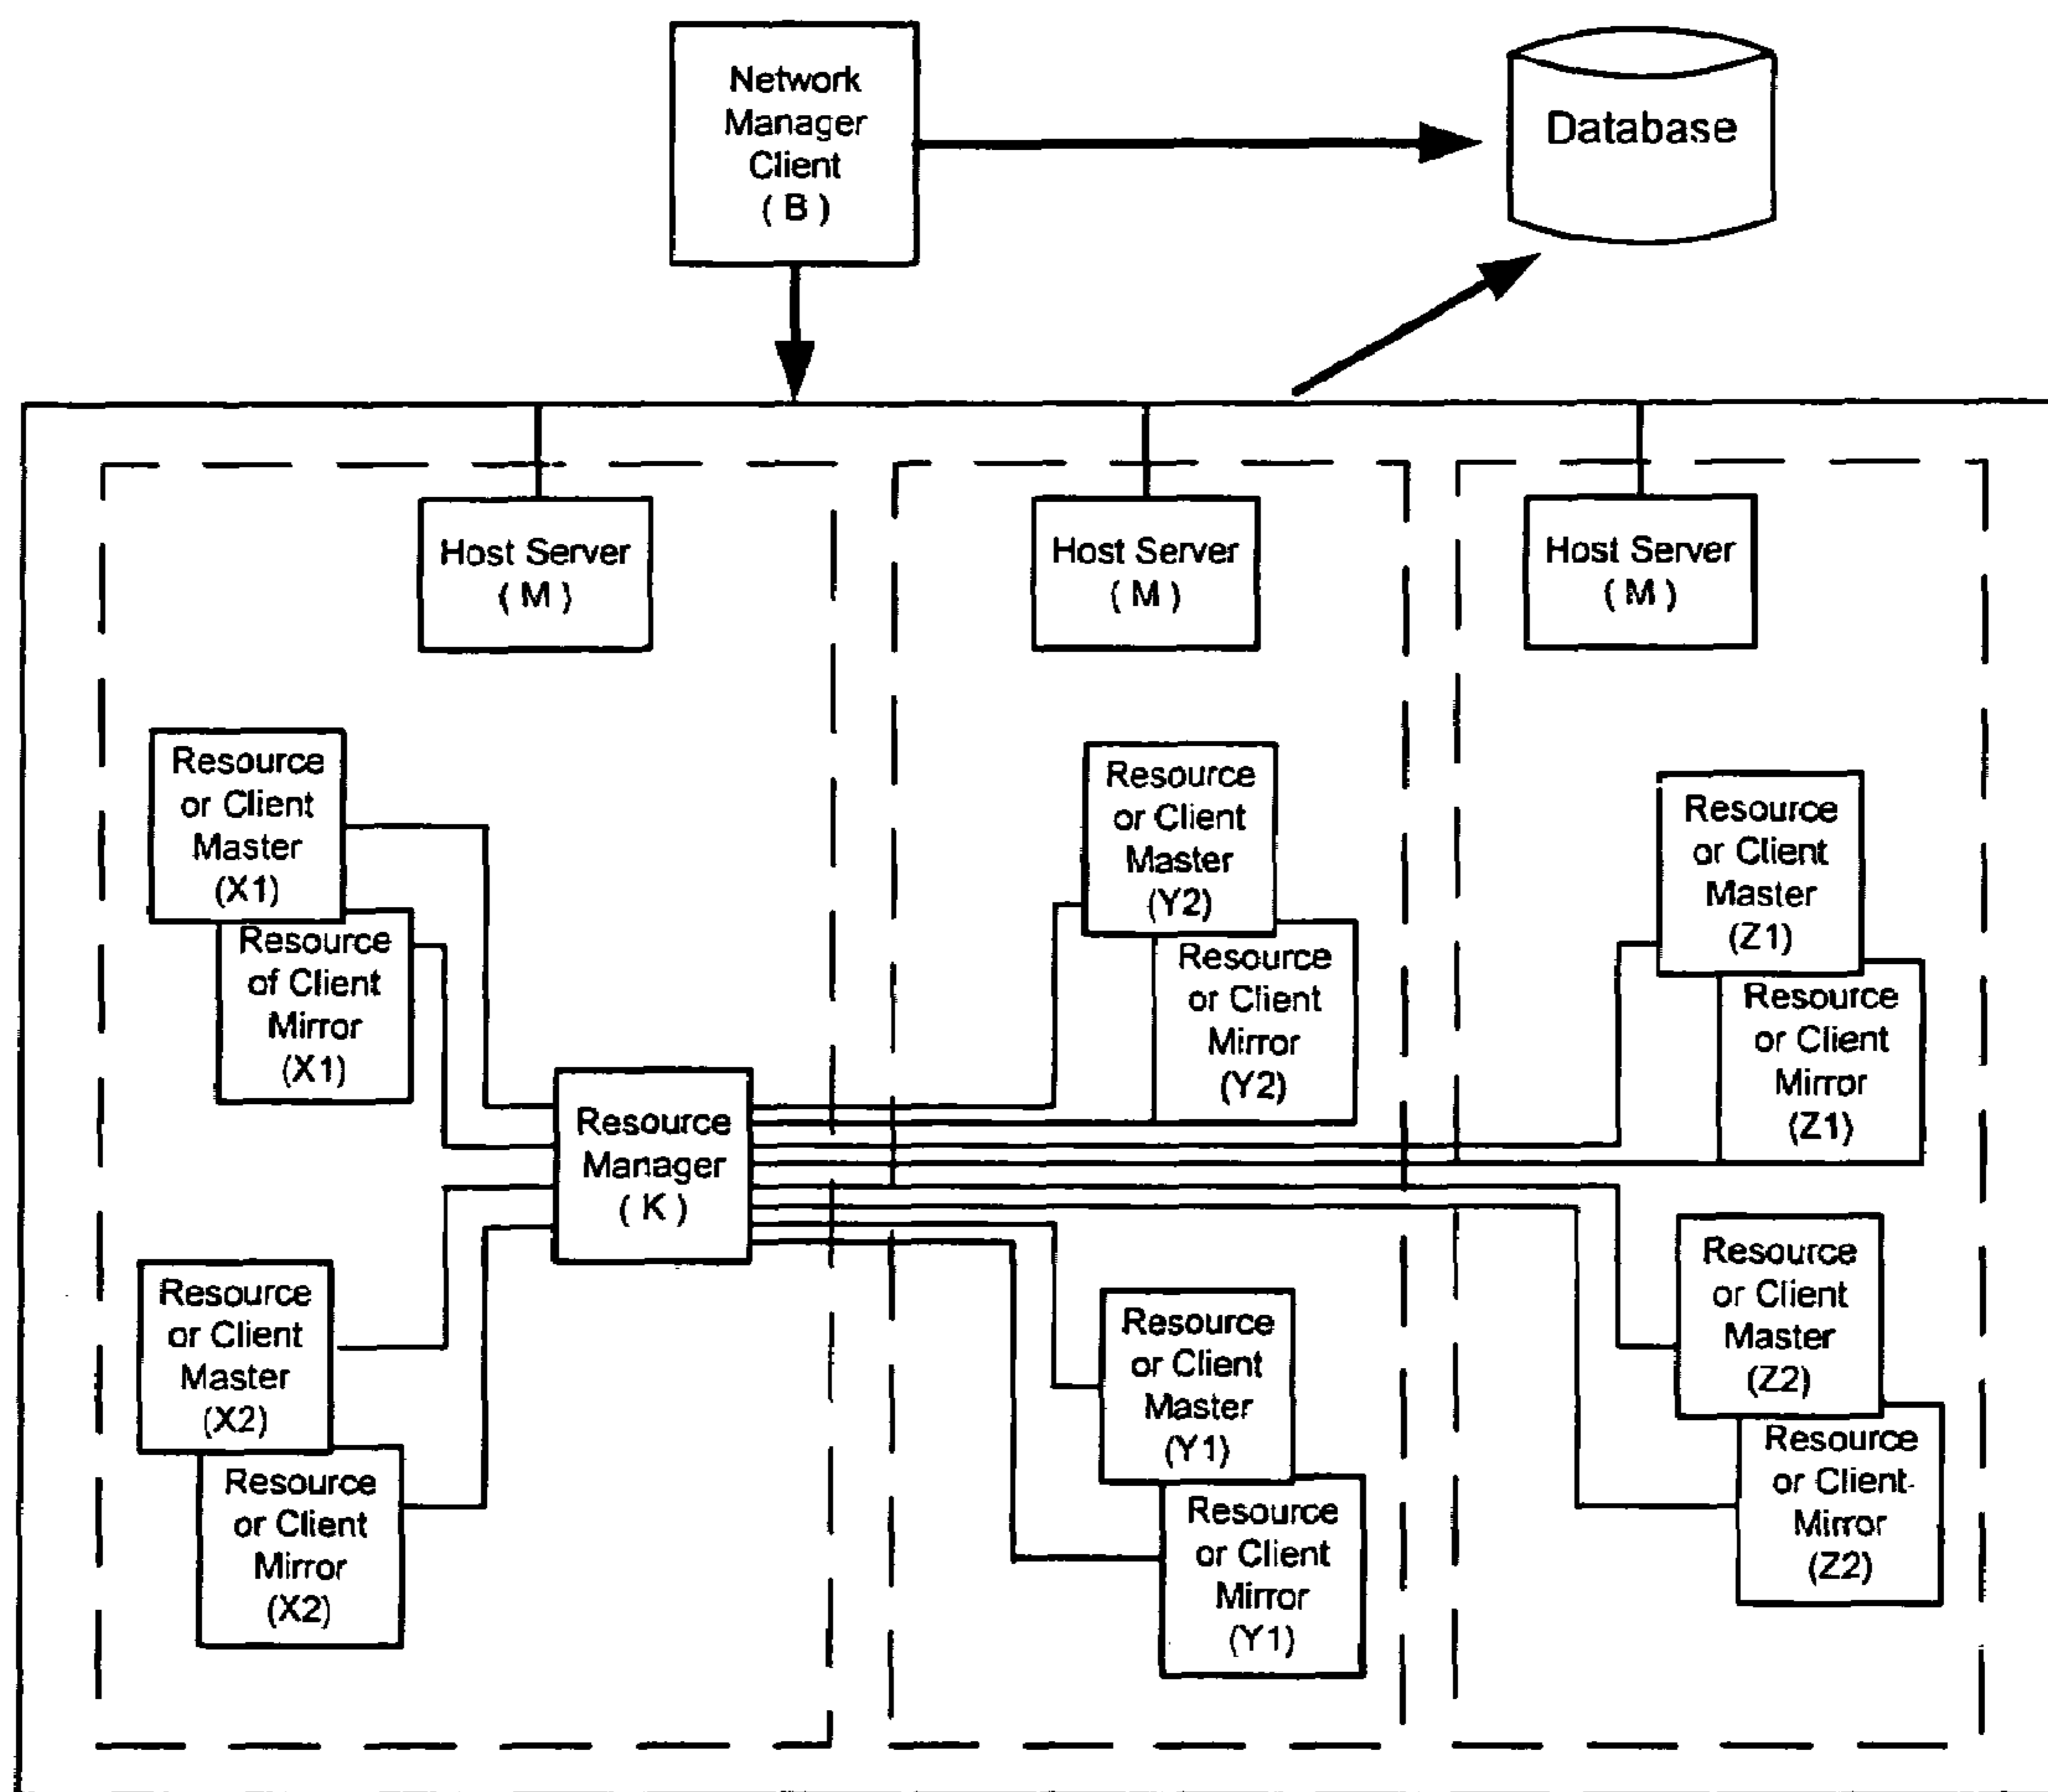 Network
Manager
Client
( B )
Database
Host Server
( M )
Host Server
( M )
Host Server
( M )
Resource
or Client
Master
(X1)
Resource
of Client
Mirror
(X1)
Resource
or Client
Master
(Y2)
Resource
or Client
Mirror
(Y2)
Resource
or Client
Master
(Z1)
Resource
or Client
Mirror
(Z1)
Resource
Manager
( K )
Resource
or Client
Master
(X2)
Resource
or Client
Mirror
(X2)
Resource
or Client
Master
(Y1)
Resource
or Client
Mirror
(Y1)
Resource
or Client
Master
(Z2)
Resource
or Client
Mirror
(Z2)